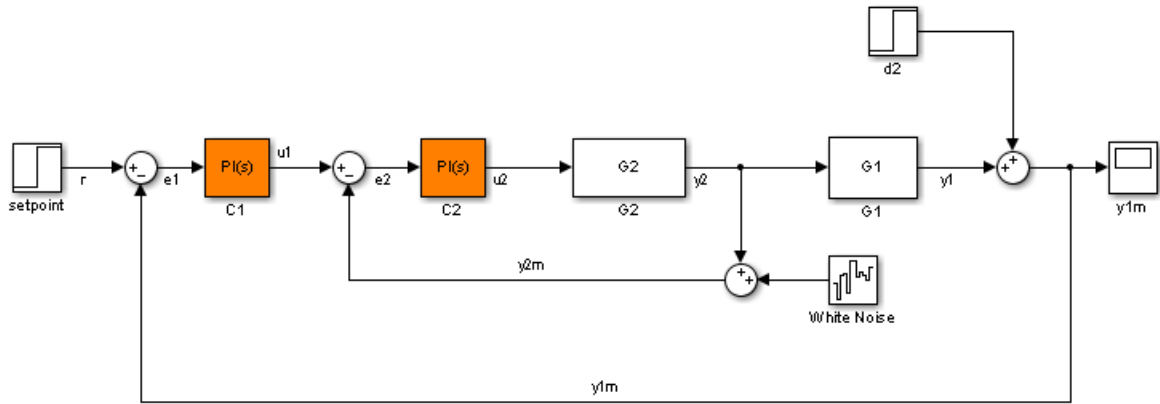 d2
setpoint
r
e1
PI(s)
C1
u1
e2
PI(s)
C2
u2
G2
G2
y2
G1
G1
y1
y1m
y2m
White Noise
y1m